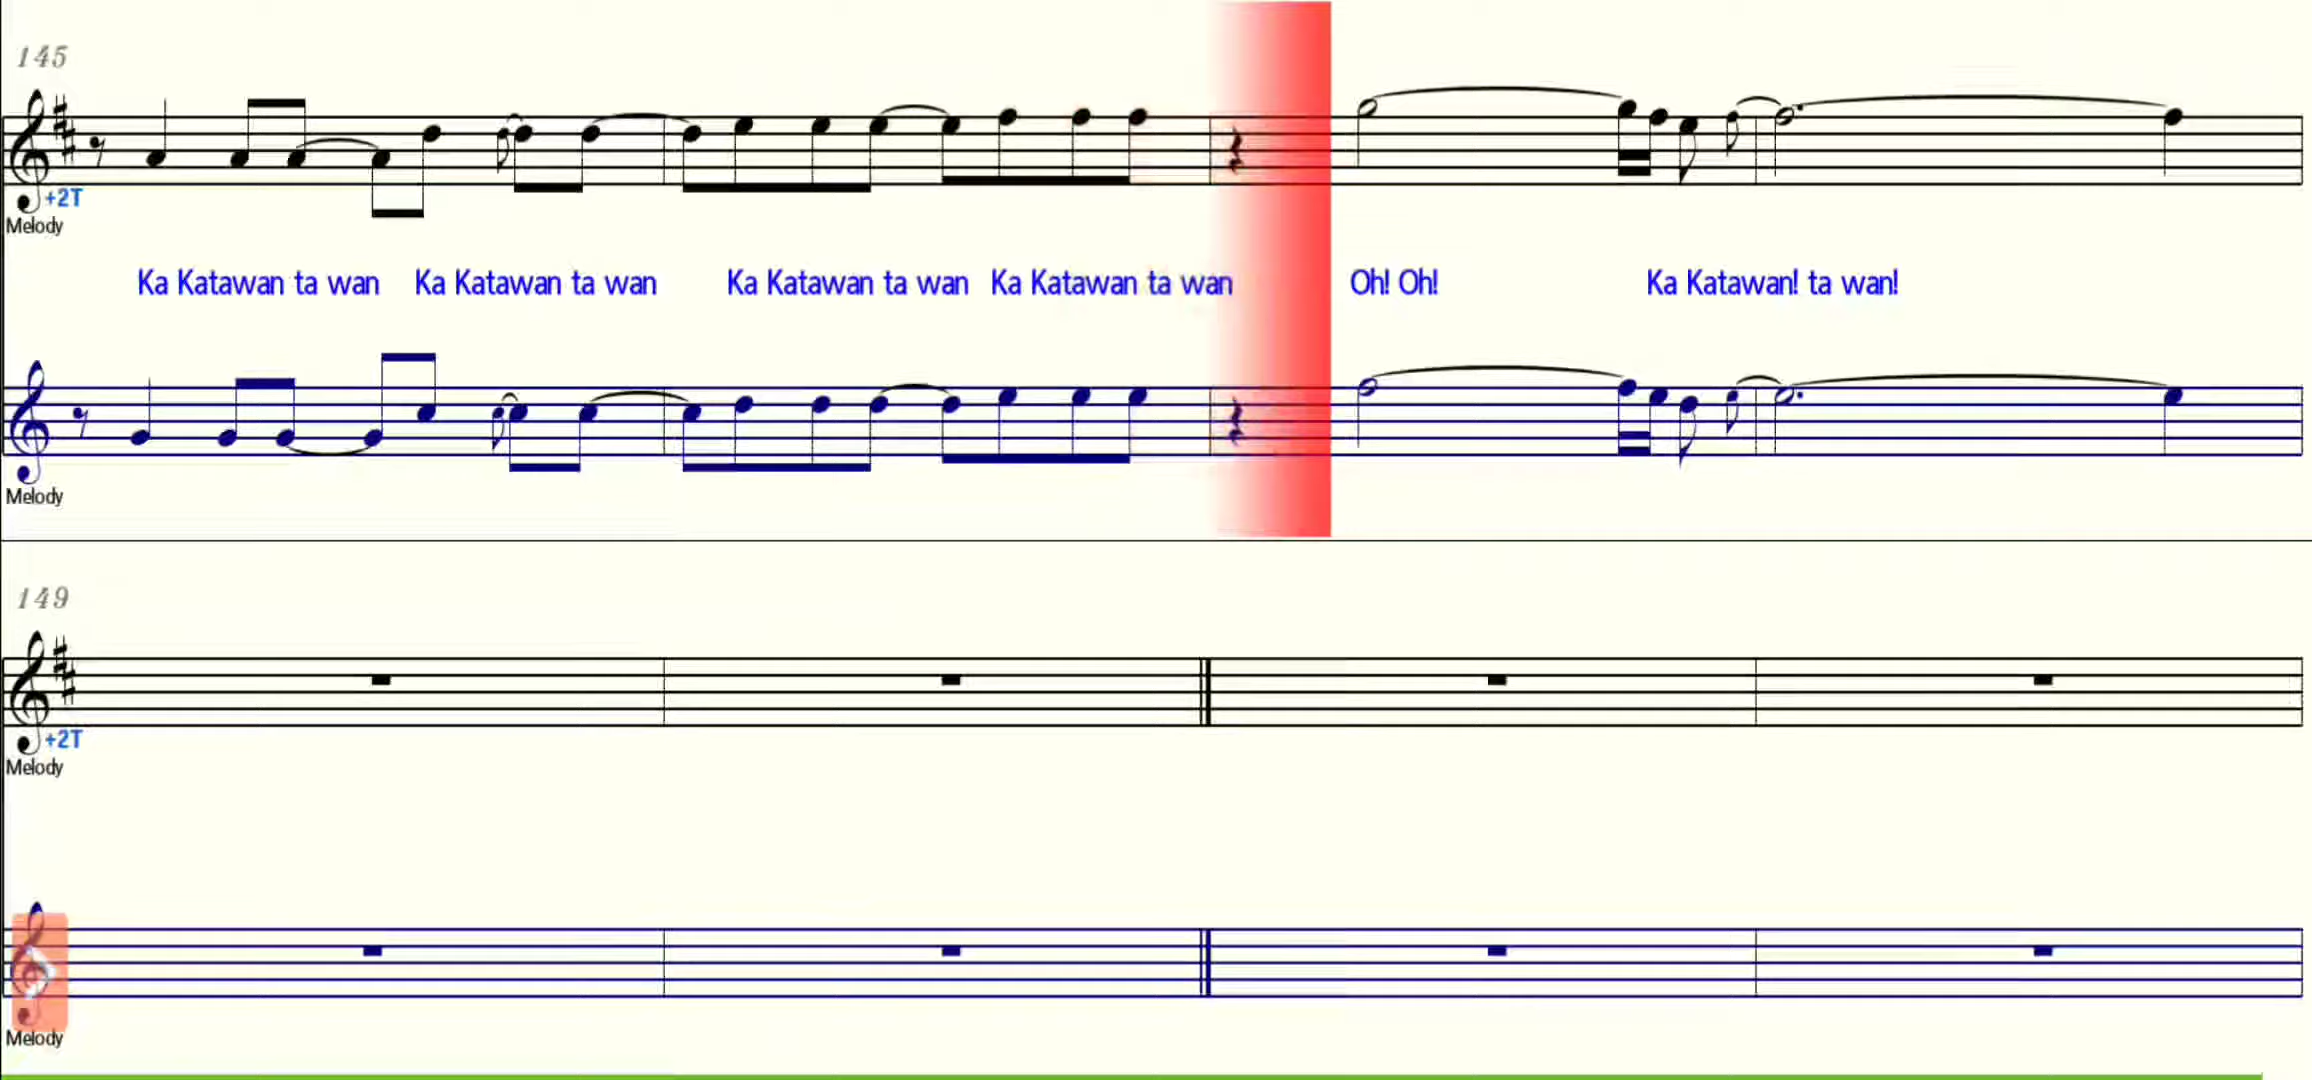 145
+2T
Melody
Ka Katawan ta wan Ka Katawan ta wan Ka Katawan ta wan Ka Katawan ta wan Oh! Oh! Ka Katawan! ta wan!
Melody
149
+2T
Melody
Melody